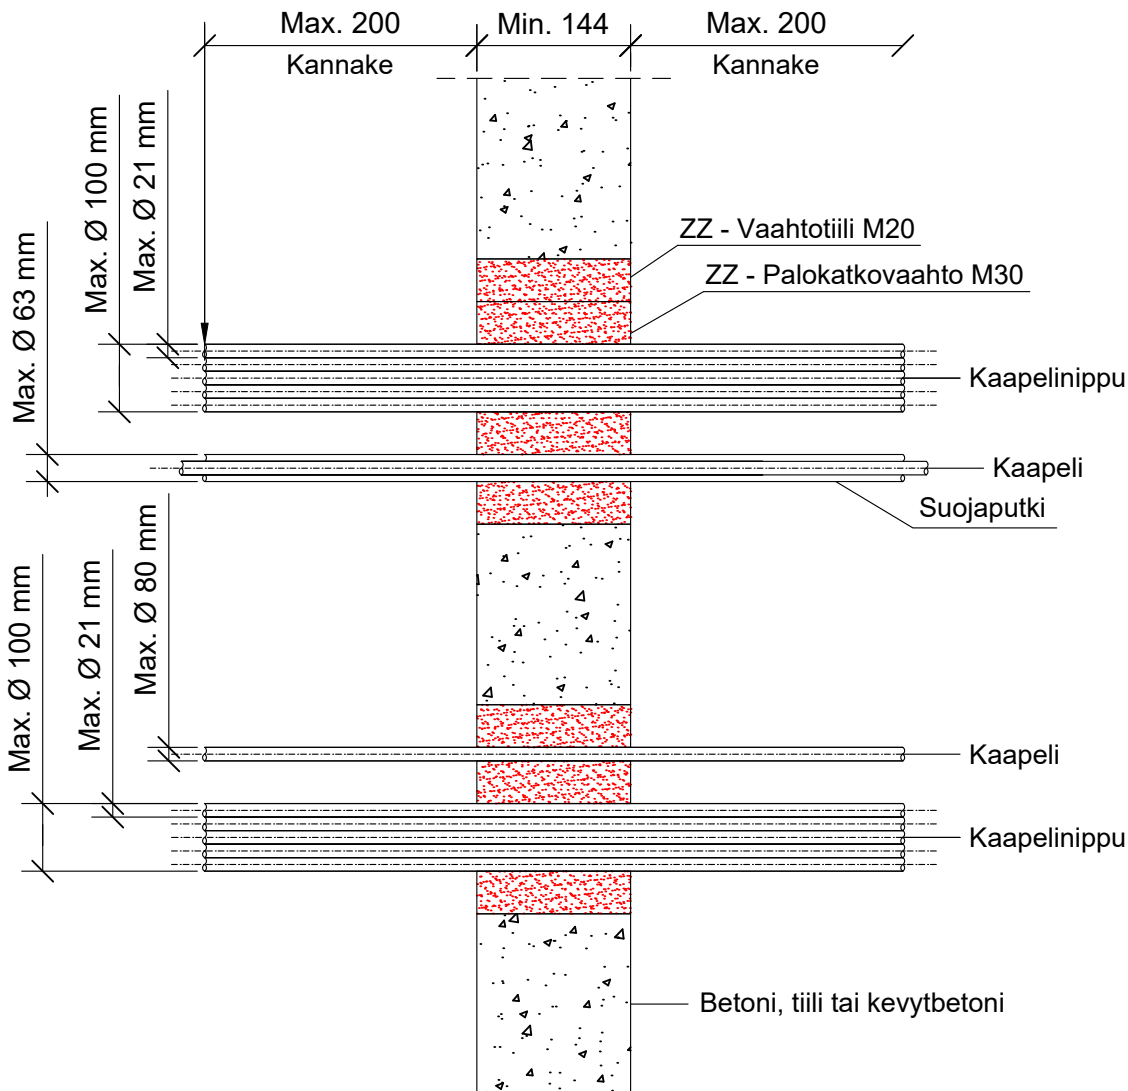 Max. 200
Min. 144
Max. 200
Kannake
Kannake
Max. Ø 21 mm
Max. Ø 100 mm
Max. Ø 63 mm
ZZ - Vaahtotiili M20
ZZ - Palokatkovaahto M30
Kaapelinippu
Kaapeli
Suojaputki
Max. Ø 80 mm
Max. Ø 21 mm
Max. Ø 100 mm
Kaapeli
Kaapelinippu
Betoni, tiili tai kevytbetoni